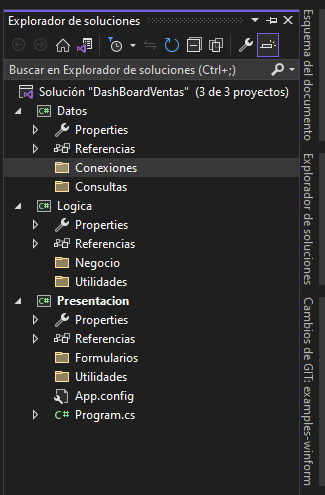 Explorador de soluciones
Buscar en Explorador de soluciones (Ctrl+;)
Solución "DashBoardVentas" (3 de 3 proyectos)
C# Datos
Properties
Referencias
Conexiones
Consultas
C# Logica
Properties
Referencias
Negocio
Utilidades
C# Presentacion
Properties
Referencias
Formularios
Utilidades
App.config
C# Program.cs
Esquema del documento
Explorador de soluciones
Cambios de GIT: examples-winform